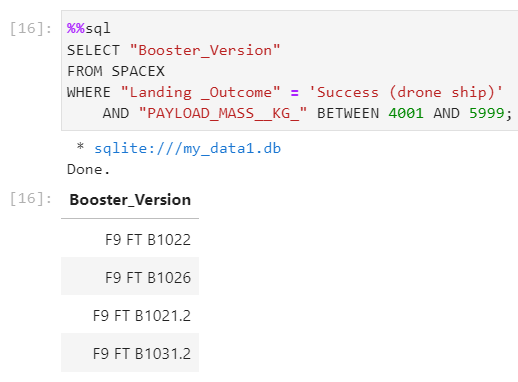 [16]: %%sql
SELECT "Booster_Version"
FROM SPACEX
WHERE "Landing _Outcome" = 'Success (drone ship)'
AND "PAYLOAD_MASS__KG_" BETWEEN 4001 AND 5999;
* sqlite:///my_data1.db
Done.
[16]: Booster_Version
F9 FT B1022
F9 FT B1026
F9 FT B1021.2
F9 FT B1031.2